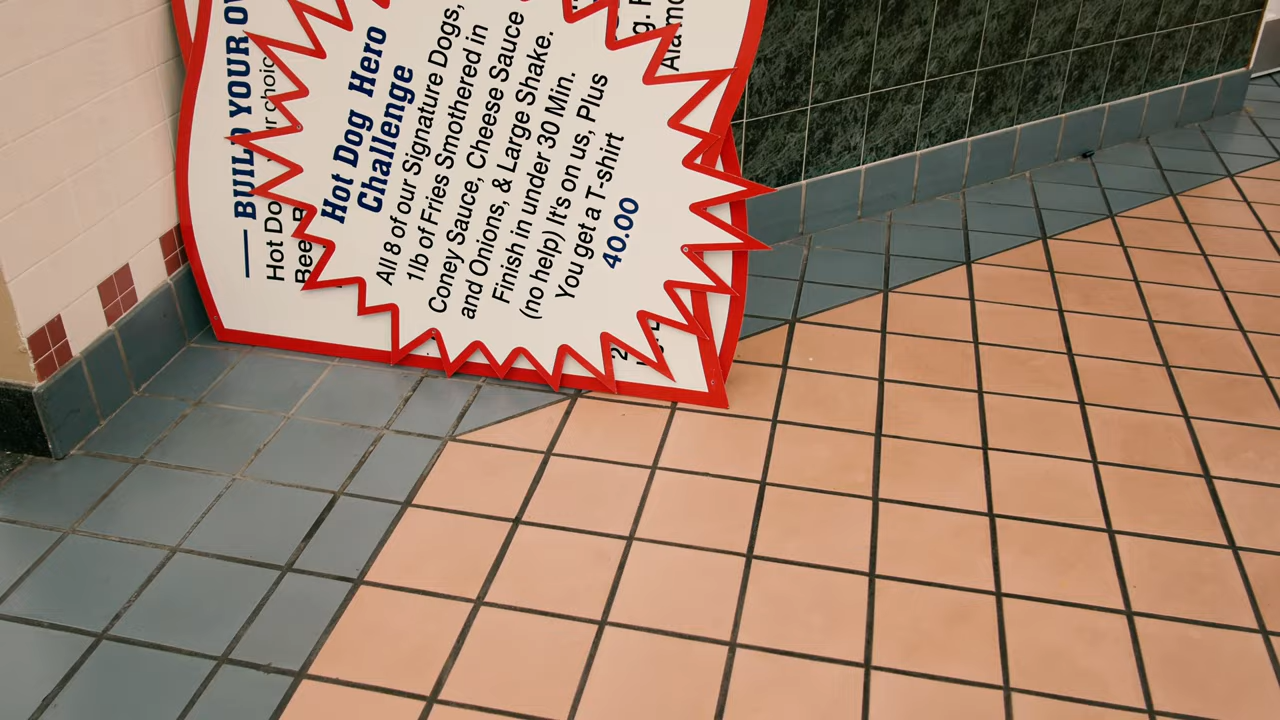 BUILD YOUR
Hot
Beef
Hot Dog Hero
Challenge
All 8 of our Signature Dogs,
1lb of Fries Smothered in
Coney Sauce, Cheese Sauce
and Onions, & Large Shake.
Finish in under 30 Min.
(no help) It's on us, Plus
You get a T-shirt
40.00